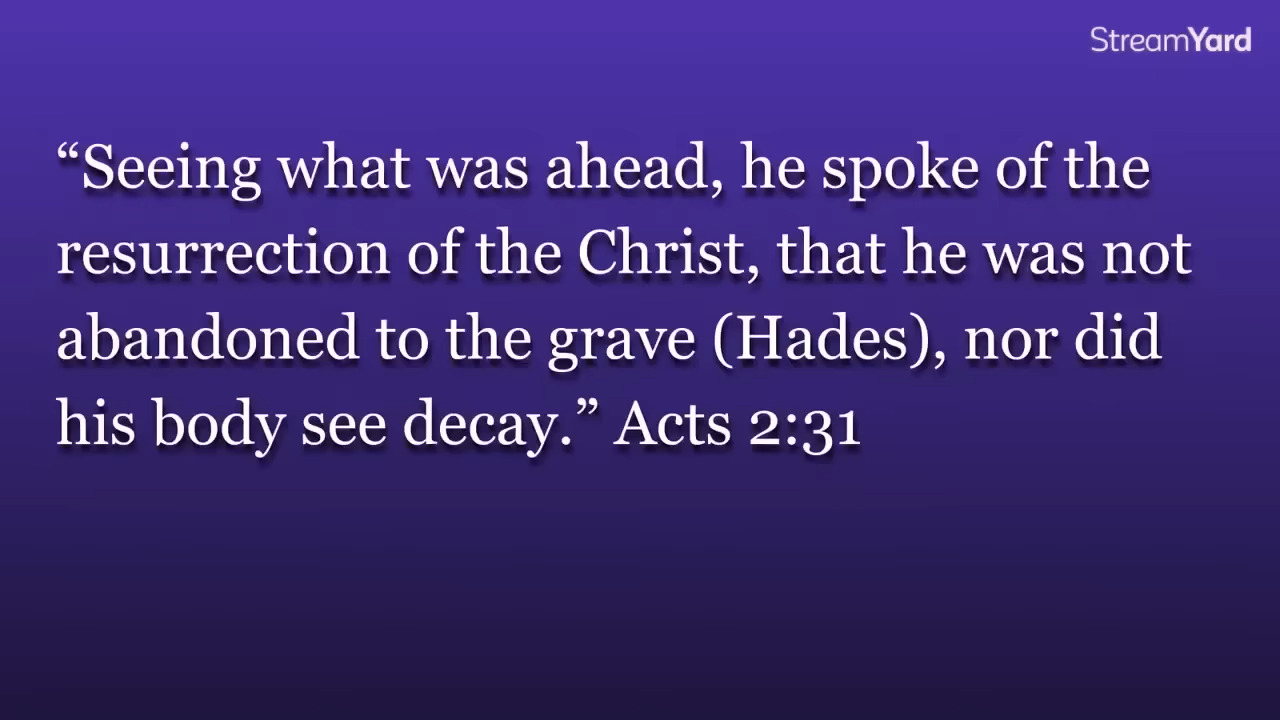 StreamYard
“Seeing what was ahead, he spoke of the
resurrection of the Christ, that he was not
abandoned to the grave (Hades), nor did
his body see decay.” Acts 2:31